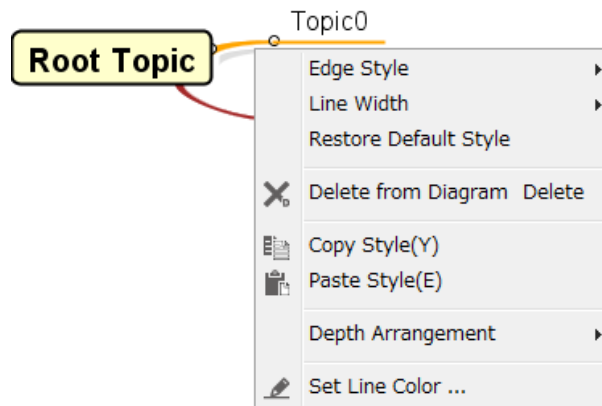 Topic0
Root Topic
Edge Style
Line Width
Restore Default Style
Delete from Diagram Delete
Copy Style(Y)
Paste Style(E)
Depth Arrangement
Set Line Color ...